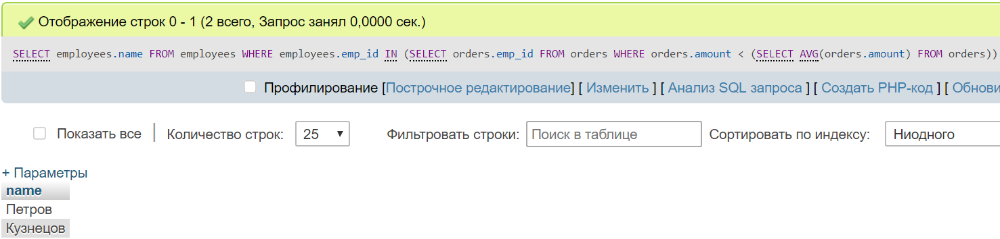 Отображение строк 0 - 1 (2 всего, Запрос занял 0,0000 сек.)
SELECT employees.name FROM employees WHERE employees.emp_id IN (SELECT orders.emp_id FROM orders WHERE orders.amount < (SELECT AVG(orders.amount) FROM orders))
Профилирование [Построчное редактирование] [ Изменить ] [ Анализ SQL запроса ] [ Создать PHP-код ] [ Обнови
Показать все | Количество строк: 25 Фильтровать строки: Поиск в таблице Сортировать по индексу: Ниодного
+ Параметры
name
Петров
Кузнецов